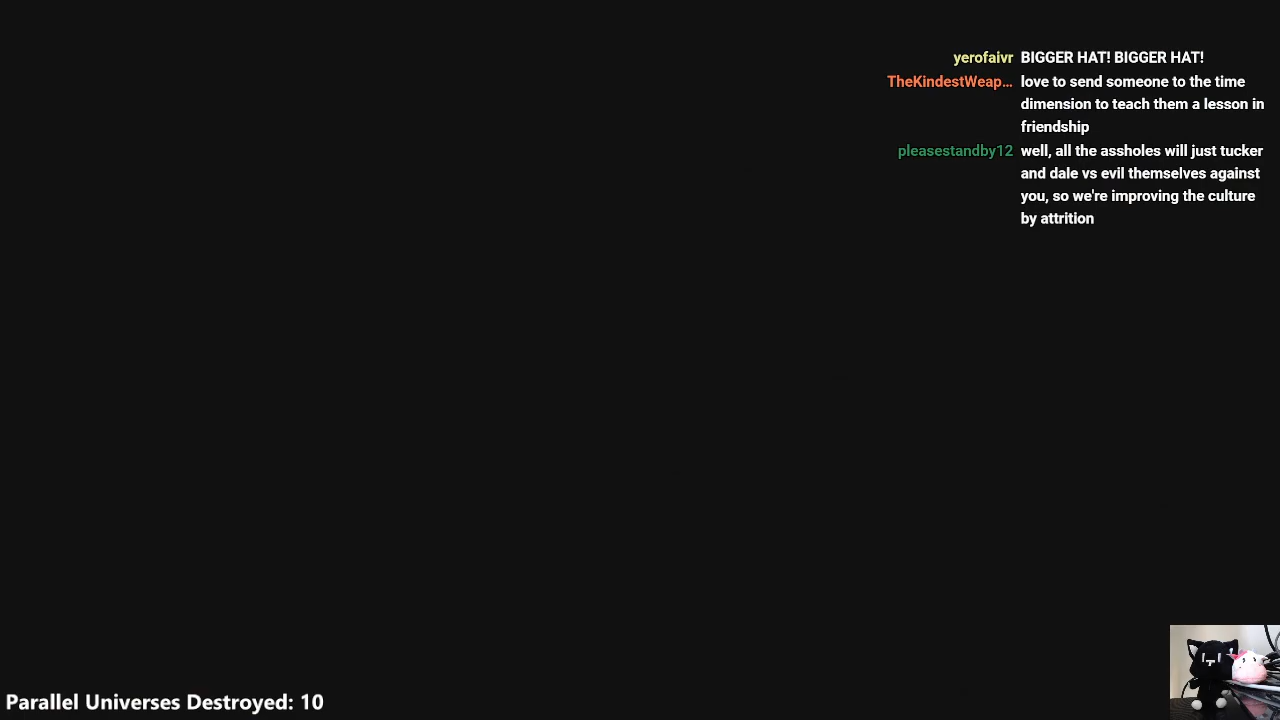 yerofaivr BIGGER HAT! BIGGER HAT!
TheKindestWeap... love to send someone to the time
dimension to teach them a lesson in
friendship
pleasestandby12 well, all the assholes will just tucker
and dale vs evil themselves against
you, so we're improving the culture
by attrition
Parallel Universes Destroyed: 10